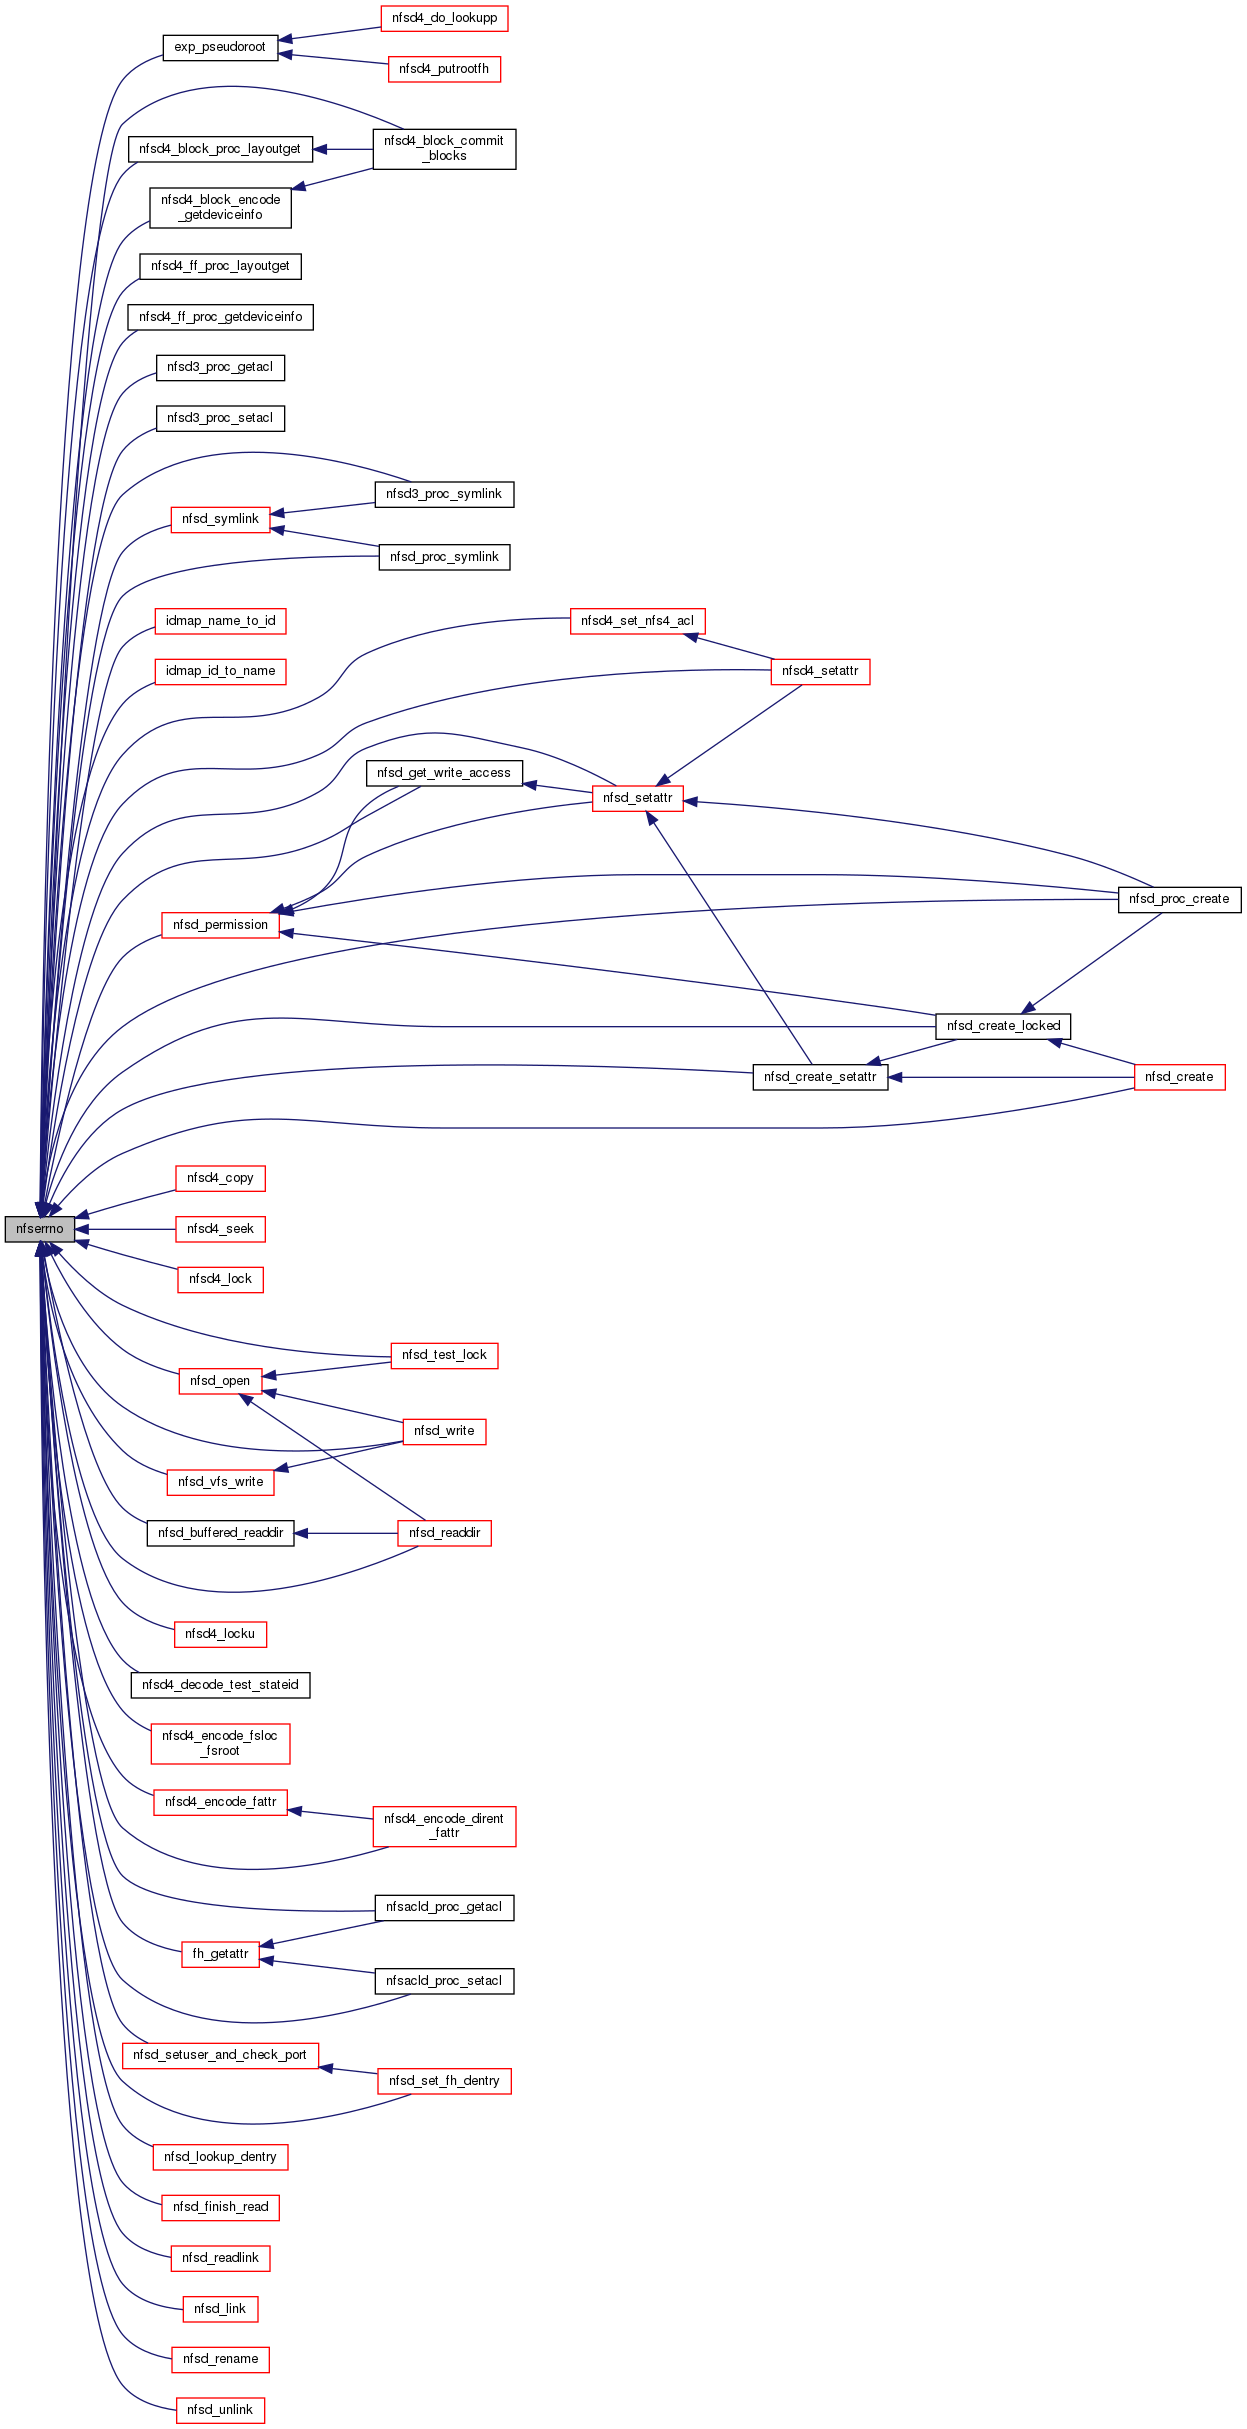 nfsd4_do_lookupp
exp_pseudoroot
nfsd4_putrootfh
nfsd4_block_commit
_blocks
nfsd4_block_proc_layoutget
nfsd4_block_encode
_getdeviceinfo
nfsd4_ff_proc_layoutget
nfsd4_ff_proc_getdeviceinfo
nfsd3_proc_getacl
nfsd3_proc_setacl
nfsd3_proc_symlink
nfsd_symlink
nfsd_proc_symlink
idmap_name_to_id
nfsd4_set_nfs4_acl
idmap_id_to_name
nfsd4_setattr
nfsd_get_write_access
nfsd_setattr
nfsd_proc_create
nfsd_permission
nfsd_create_locked
nfsd_create_setattr
nfsd_create
nfsd4_copy
nfserrno
nfsd4_seek
nfsd4_lock
nfsd_test_lock
nfsd_open
nfsd_write
nfsd_vfs_write
nfsd_buffered_readdir
nfsd_readdir
nfsd4_locku
nfsd4_decode_test_stateid
nfsd4_encode_fsloc
_fsroot
nfsd4_encode_fattr
nfsd4_encode_dirent
_fattr
nfsacld_proc_getacl
fh_getattr
nfsacld_proc_setacl
nfsd_setuser_and_check_port
nfsd_set_fh_dentry
nfsd_lookup_dentry
nfsd_finish_read
nfsd_readlink
nfsd_link
nfsd_rename
nfsd_unlink